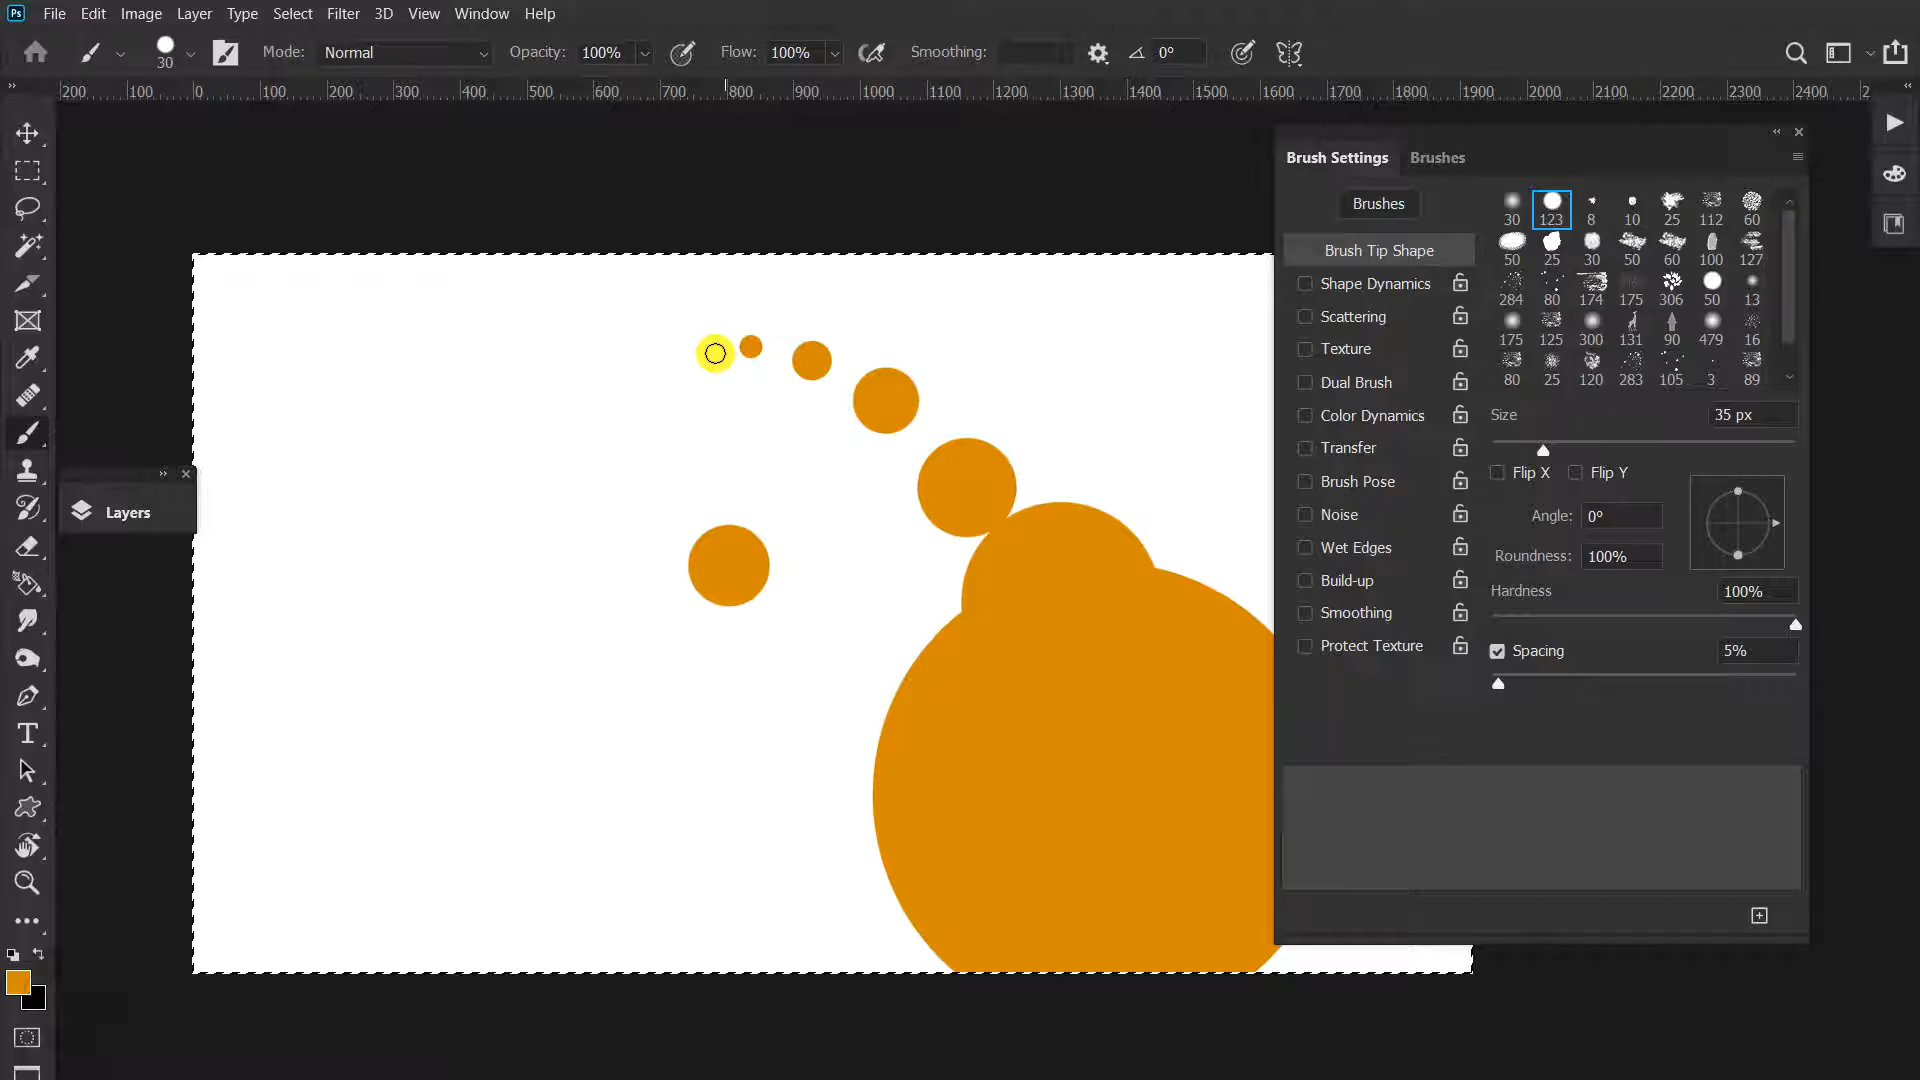 Ps File Edit Image Layer Type Select Filter 3D View Window Help
30 Mode: Normal Opacity: 100% Flow: 100% Smoothing: 0°
200 100 0 100 200 300 400 500 600 700 800 900 1000 1100 1200 1300 1400 1500 1600 1700 1800 1900 2000 2100 2200 2300 2400 2
Brush Settings Brushes
Brushes
30 123 8 10 25 112 60
Brush Tip Shape
50 25 30 50 60 100 127
Shape Dynamics
284 80 174 175 306 50 13
Scattering
175 125 300 131 90 479 16
Texture
80 25 120 283 105 3 89
Dual Brush
Color Dynamics
Size 35 px
Transfer
Flip X Flip Y
Brush Pose
Noise
Angle: 0°
Wet Edges
Roundness: 100%
Build-up
Hardness 100%
Smoothing
Protect Texture
Spacing 5%
Layers
T